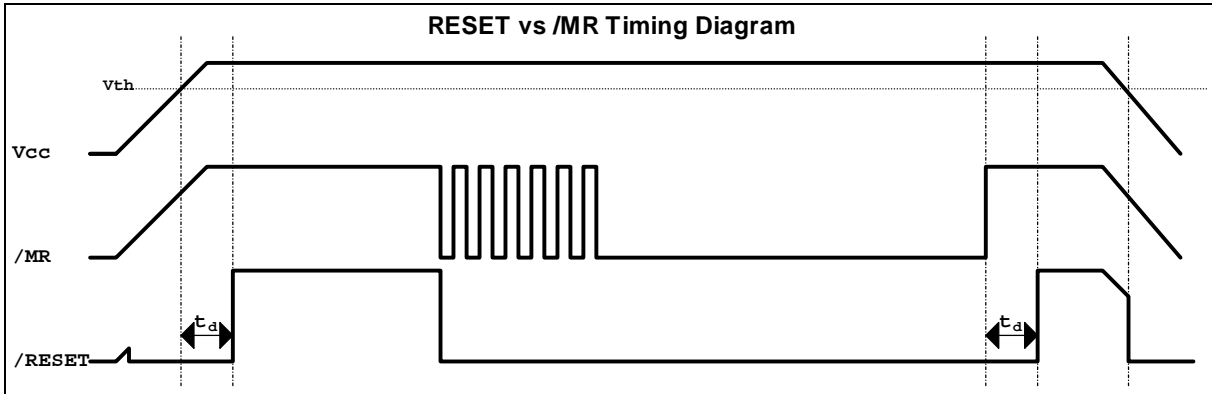 RESET vs /MR Timing Diagram
Vth
Vcc
/MR
td
td
/RESET